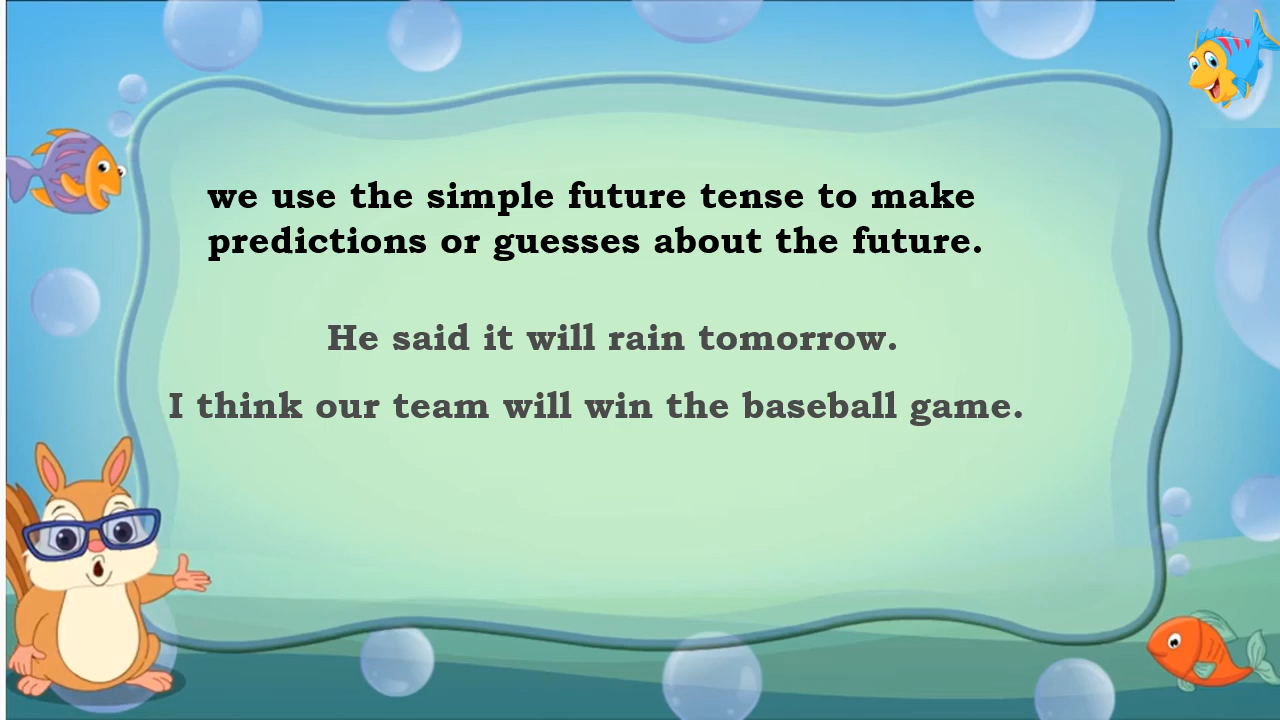 we use the simple future tense to make
predictions or guesses about the future.
He said it will rain tomorrow.
I think our team will win the baseball game.